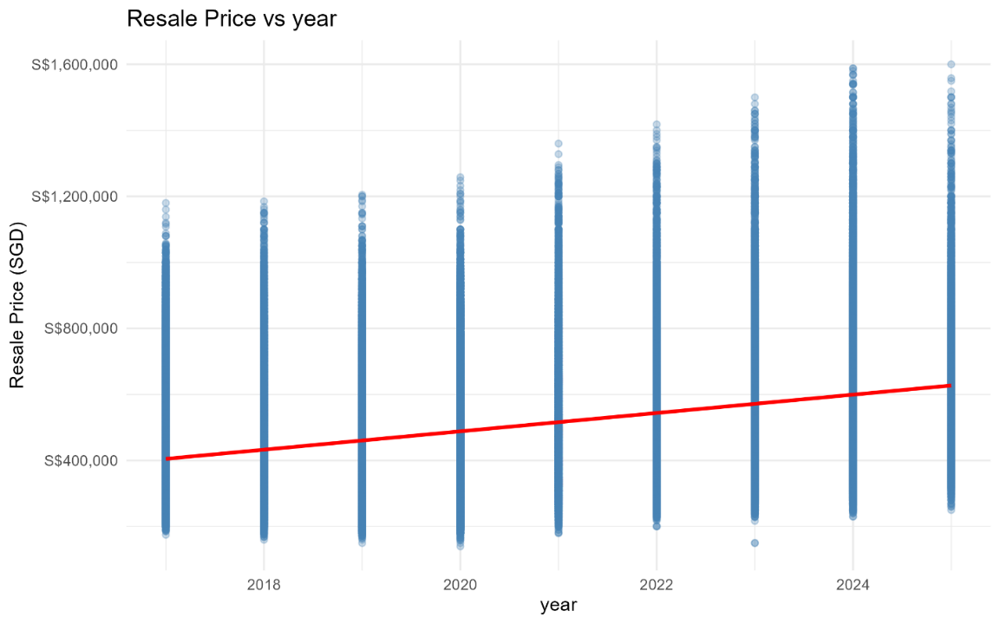 Resale Price vs year
S$1,600,000
S$1,200,000
S$800,000
S$400,000
Resale Price (SGD)
2018 2020 2022 2024
year